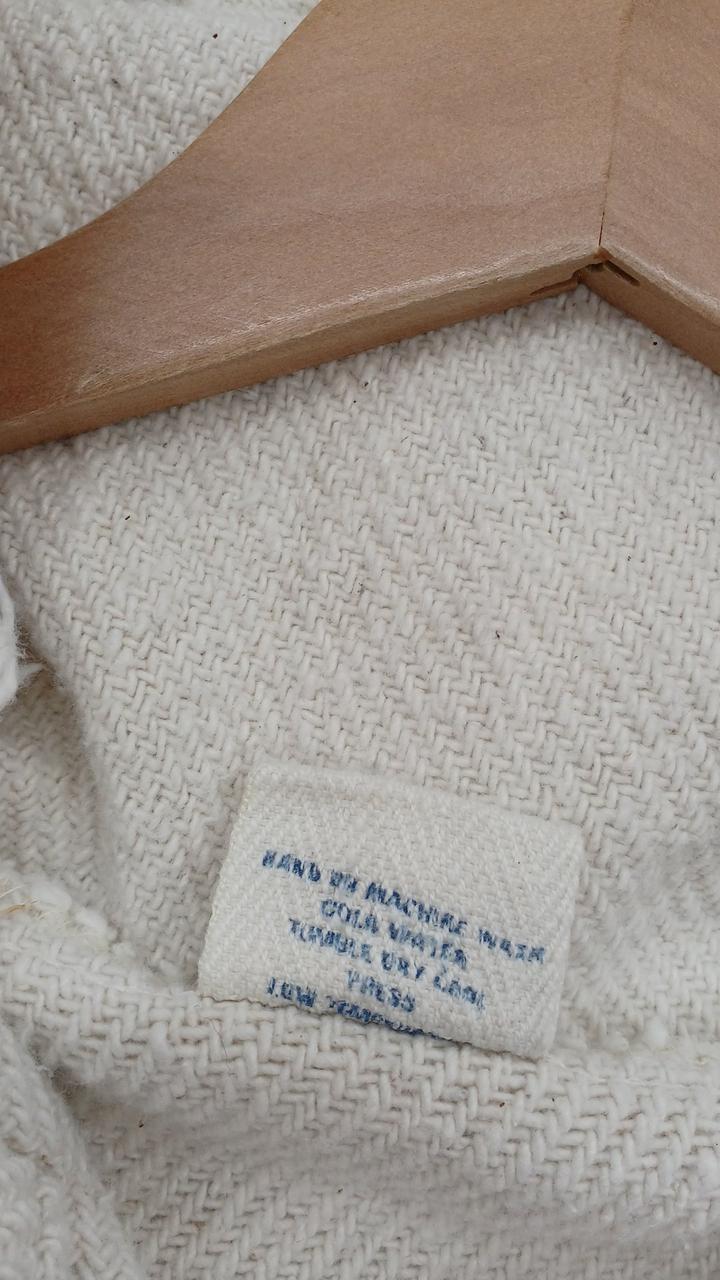 HAND OR MACHINE WASH
COLD WATER
TUMBLE DRY COOL
PRESS
LOW